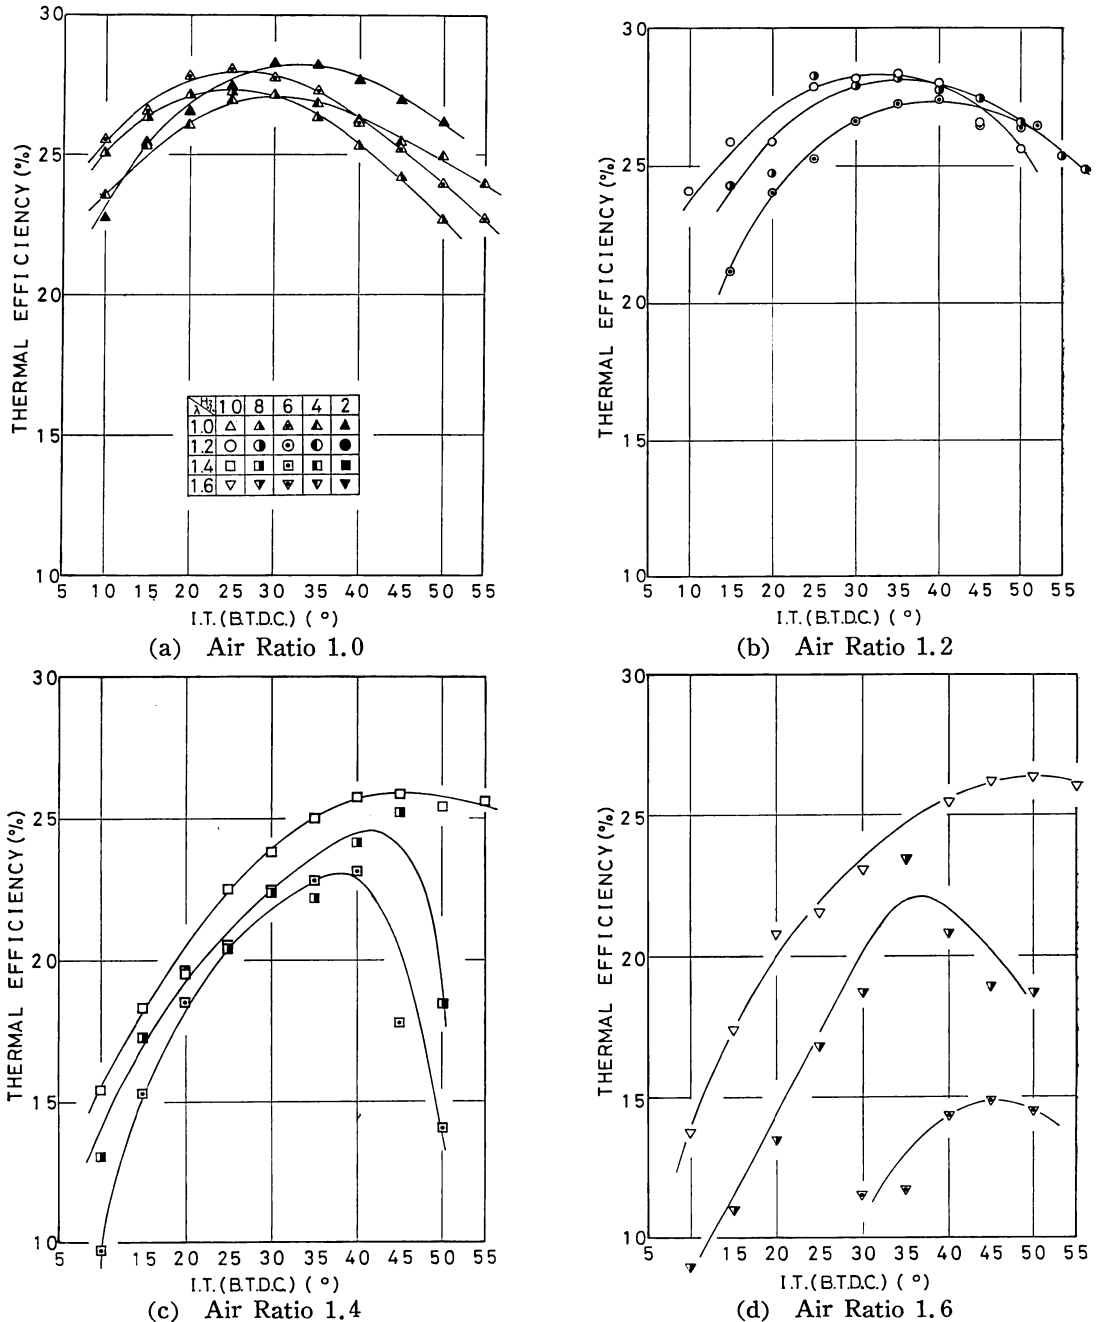 30
25
20
15
10
5 10 15 20 25 30 35 40 45 50 55
THERMAL EFFICIENCY (%)
I.T. (B.T.D.C.) ( ° )
λ 10 8 6 4 2
1.0
1.2
1.4
1.6
(a) Air Ratio 1.0
30
25
20
15
10
5 10 15 20 25 30 35 40 45 50 55
THERMAL EFFICIENCY (%)
I.T. (B.T.D.C.) ( ° )
(b) Air Ratio 1.2
30
25
20
15
10
5 10 15 20 25 30 35 40 45 50 55
THERMAL EFFICIENCY (%)
I.T. (B.T.D.C.) ( ° )
(c) Air Ratio 1.4
30
25
20
15
10
5 15 20 25 30 35 40 45 50 55
THERMAL EFFICIENCY (%)
I.T. (B.T.D.C.) ( ° )
(d) Air Ratio 1.6